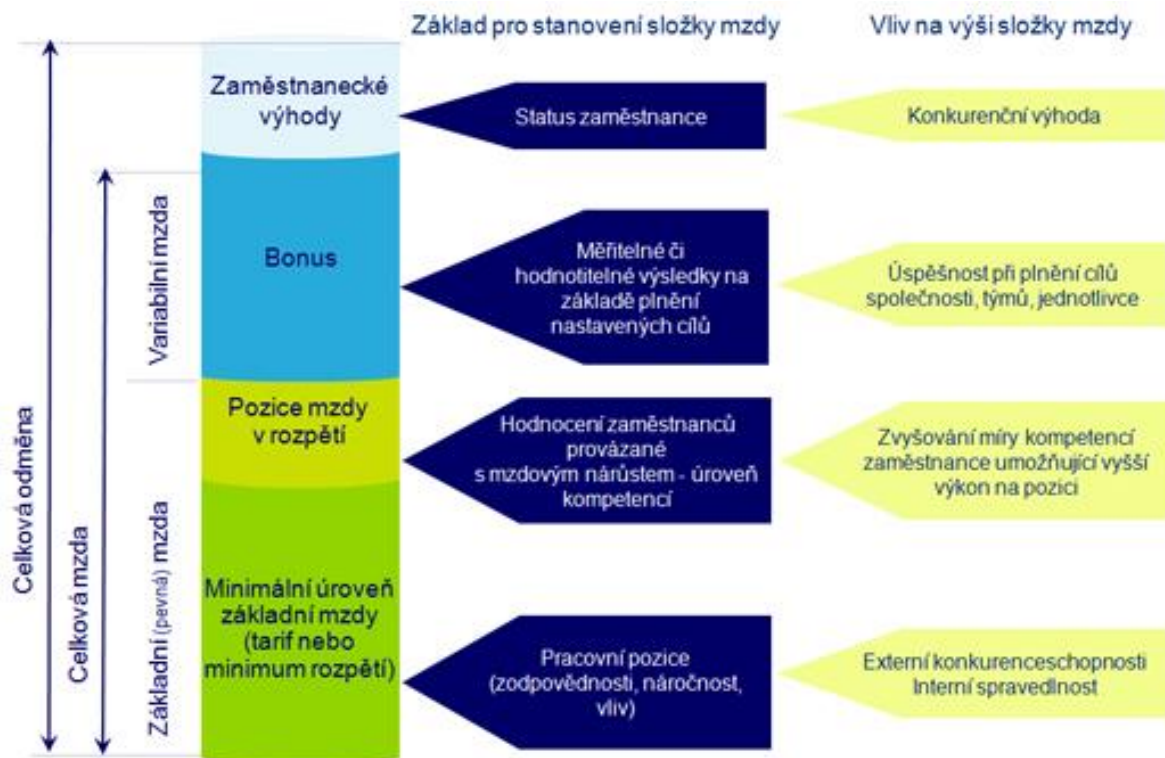 Základ pro stanovení složky mzdy
Vliv na výši složky mzdy
Zaměstnanecké
výhody
Status zaměstnance
Konkurenční výhoda
Bonus
Měřitelné či
hodnotitelné výsledky na
základě plnění
nastavených cílů
Úspěšnost při plnění cílů
společnosti, týmů, jednotlivce
Pozice mzdy
v rozpětí
Hodnocení zaměstnanců
provázané
s mzdovým nárůstem - úroveň
kompetencí
Zvyšování míry kompetencí
zaměstnance umožňující vyšší
výkon na pozici
Minimální úroveň
základní mzdy
(tarif nebo
minimum rozpětí)
Pracovní pozice
(zodpovědnosti, náročnost,
vliv)
Externí konkurenceschopnosti
Interní spravedlnost
Celková odměna
Celková mzda
Variabilní mzda
Základní (pevná) mzda